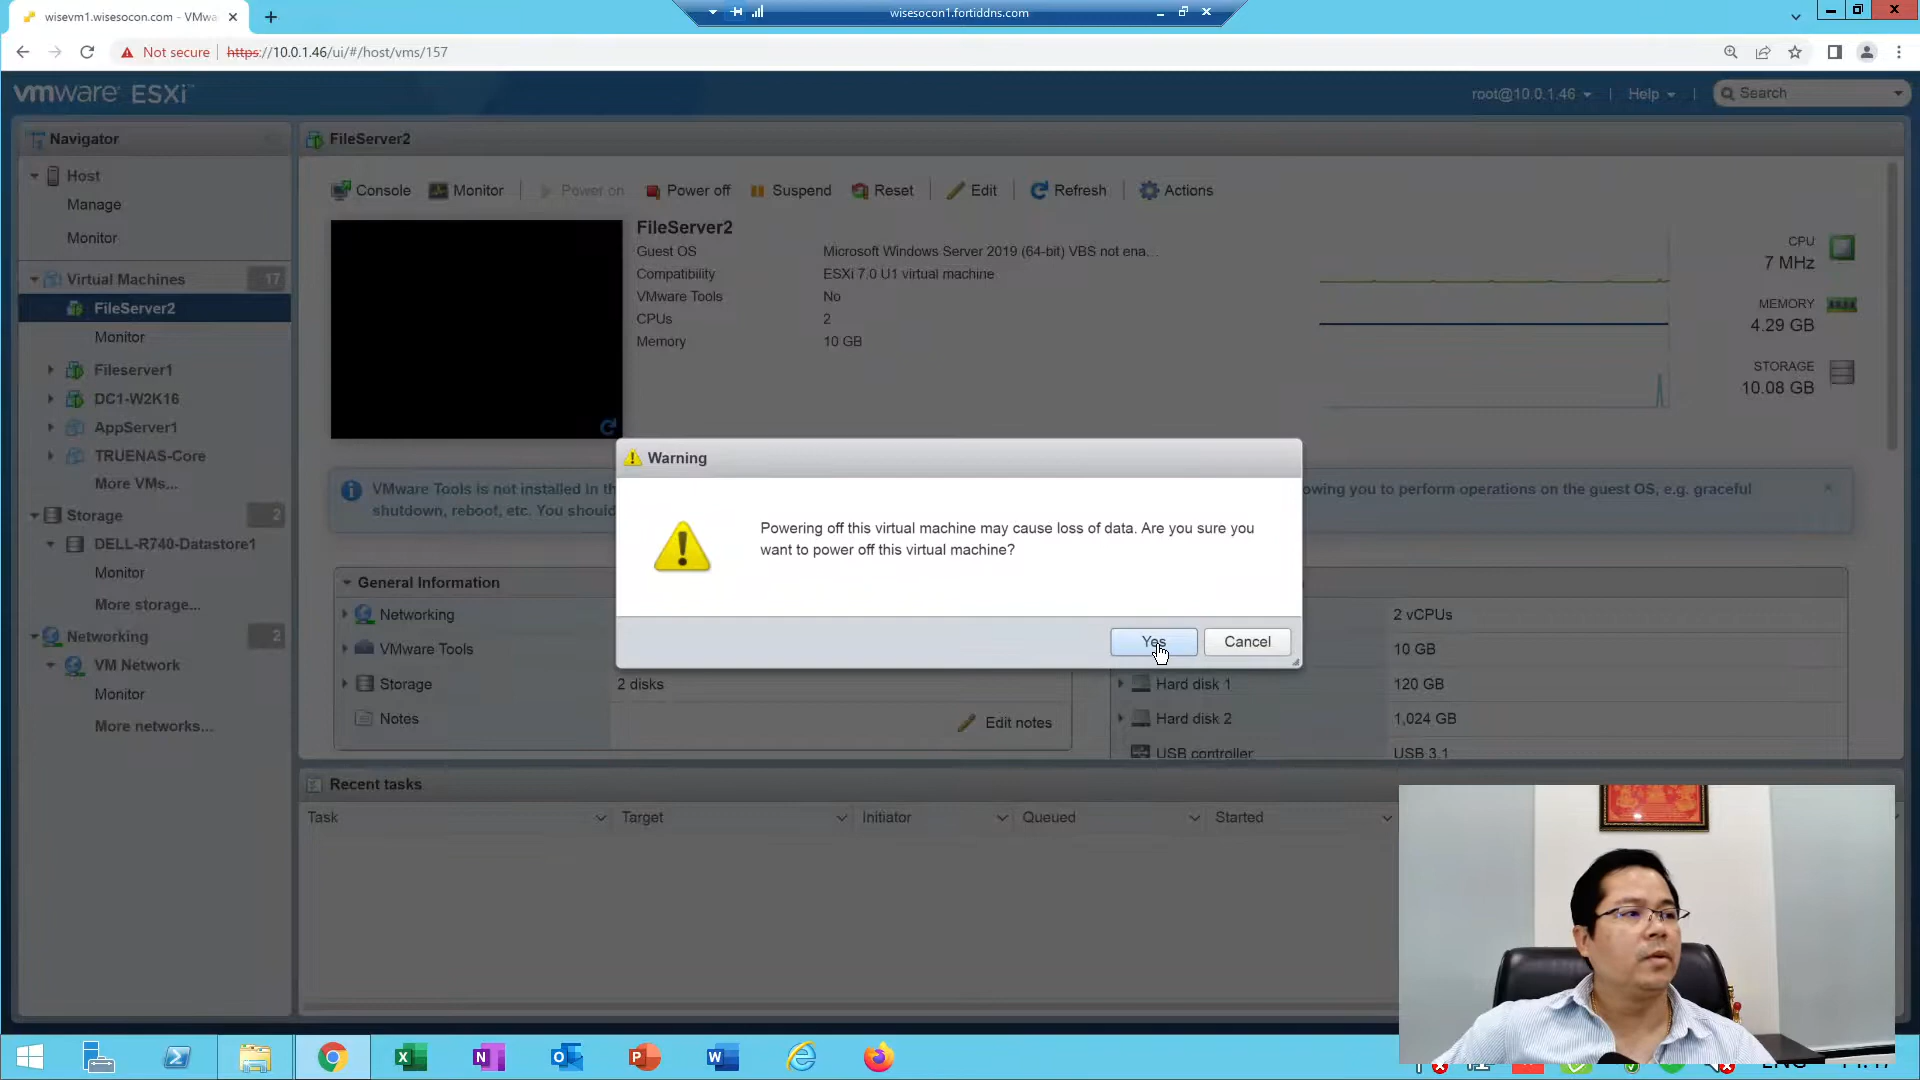 wisevm1.wisesocon.com - VMwa
wisesocon1.fortiddns.com
Not secure
https://10.0.1.46/ui/#/host/vms/157
vmware ESXi
root@10.0.1.46
Help
Search
Navigator
Host
Manage
Monitor
Virtual Machines
17
FileServer2
Monitor
Fileserver1
DC1-W2K16
AppServer1
TRUENAS-Core
More VMs...
Storage
2
DELL-R740-Datastore1
Monitor
More storage...
Networking
2
VM Network
Monitor
More networks...
FileServer2
Console
Monitor
Power on
Power off
Suspend
Reset
Edit
Refresh
Actions
FileServer2
Guest OS
Microsoft Windows Server 2019 (64-bit) VBS not ena...
Compatibility
ESXi 7.0 U1 virtual machine
VMware Tools
No
CPUs
2
Memory
10 GB
CPU
7 MHz
MEMORY
4.29 GB
STORAGE
10.08 GB
VMware Tools is not installed in th
owing you to perform operations on the guest OS, e.g. graceful
shutdown, reboot, etc. You should
Warning
Powering off this virtual machine may cause loss of data. Are you sure you
want to power off this virtual machine?
Yes
Cancel
General Information
Networking
VMware Tools
Storage
2 disks
Notes
Edit notes
2 vCPUs
10 GB
Hard disk 1
120 GB
Hard disk 2
1,024 GB
USB controller
USB 3.1
Recent tasks
Task
Target
Initiator
Queued
Started